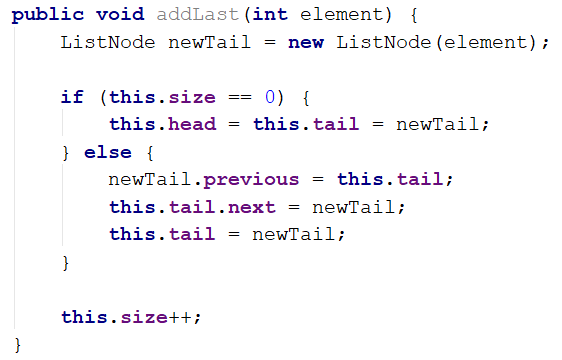 public void addLast(int element) {
    ListNode newTail = new ListNode(element);

    if (this.size == 0) {
        this.head = this.tail = newTail;
    } else {
        newTail.previous = this.tail;
        this.tail.next = newTail;
        this.tail = newTail;
    }

    this.size++;
}